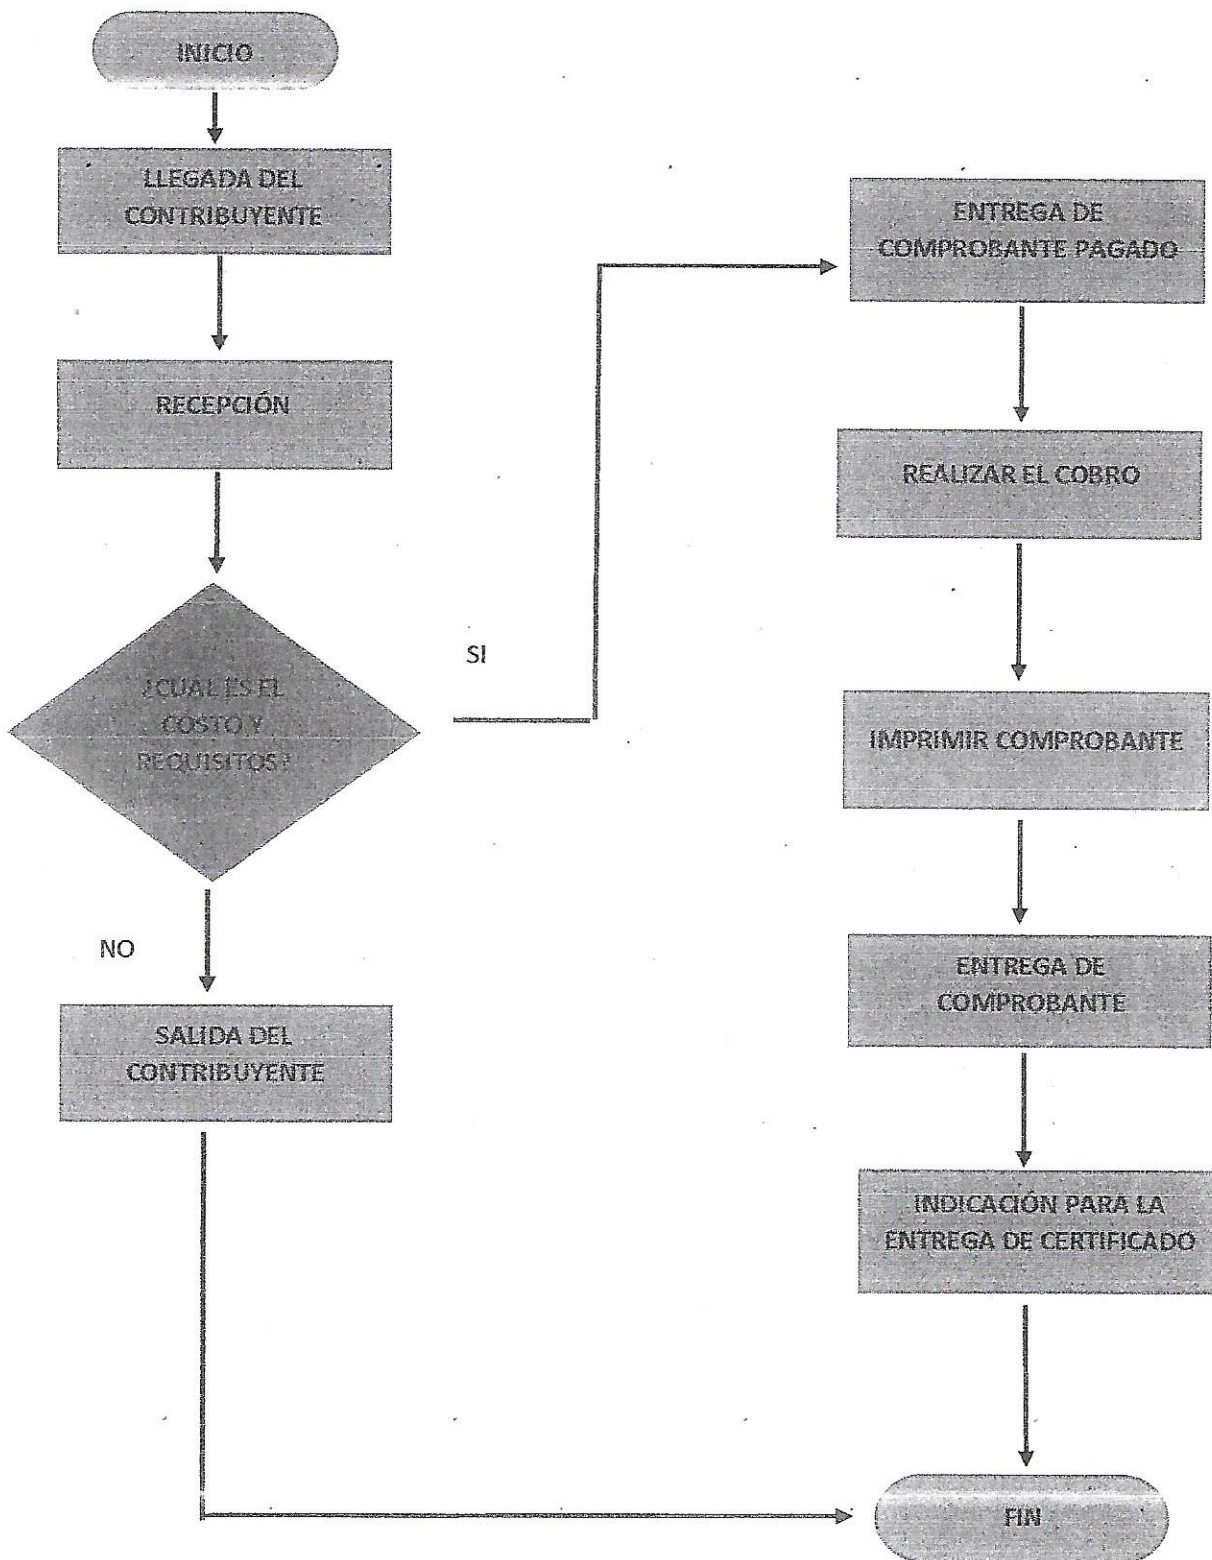 INICIO
LLEGADA DEL
CONTRIBUYENTE
RECEPCIÓN
¿CUAL ES EL
COSTO Y
REQUISITOS?
SI
NO
SALIDA DEL
CONTRIBUYENTE
ENTREGA DE
COMPROBANTE PAGADO
REALIZAR EL COBRO
IMPRIMIR COMPROBANTE
ENTREGA DE
COMPROBANTE
INDICACIÓN PARA LA
ENTREGA DE CERTIFICADO
FIN